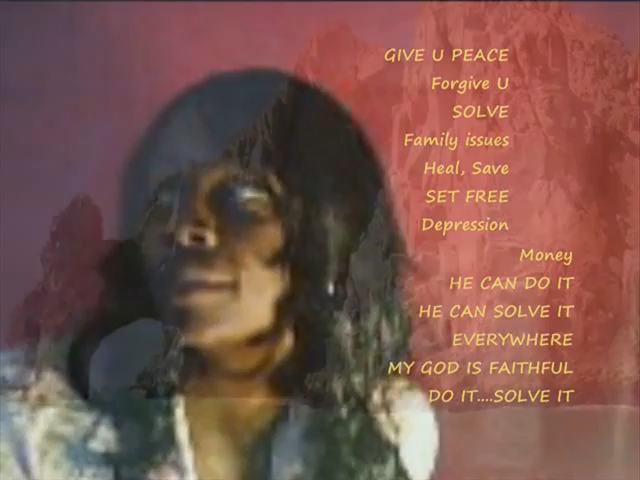 GIVE U PEACE
Forgive U
SOLVE
Family issues
Heal, Save
SET FREE
Depression
Money
HE CAN DO IT
HE CAN SOLVE IT
EVERYWHERE
MY GOD IS FAITHFUL
DO IT....SOLVE IT